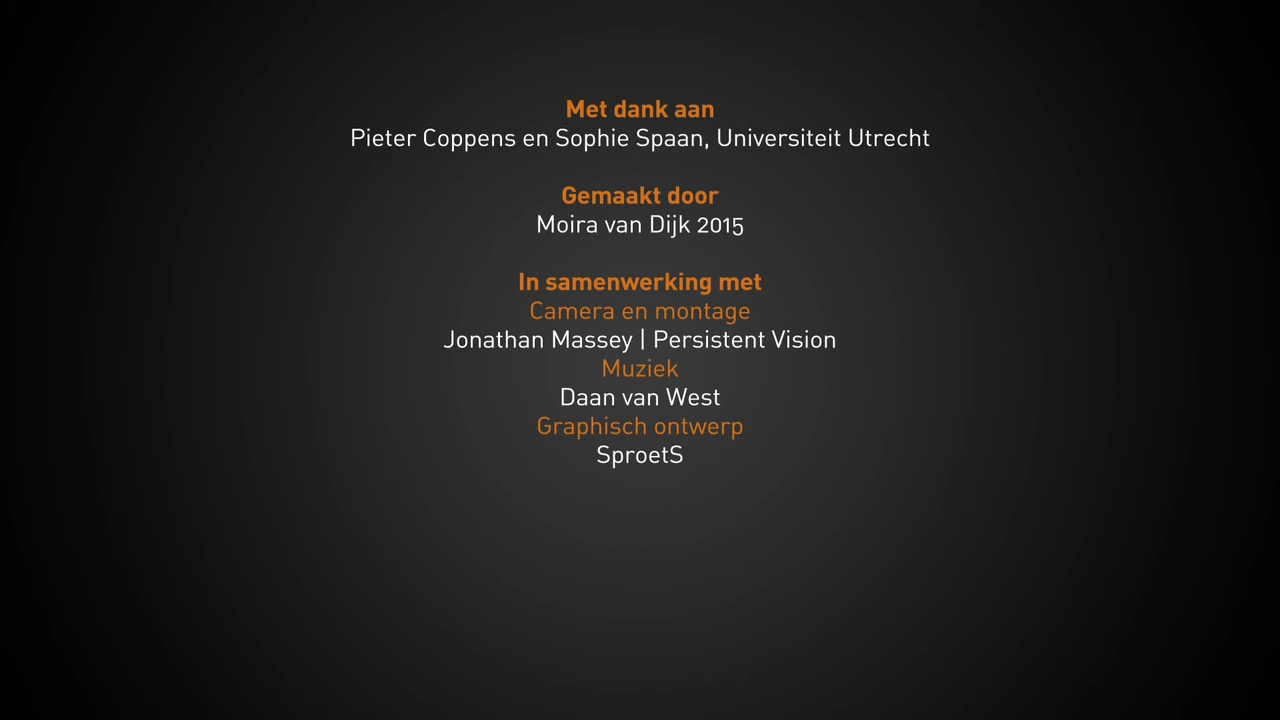 Met dank aan
Pieter Coppens en Sophie Spaan, Universiteit Utrecht
Gemaakt door
Moira van Dijk 2015
In samenwerking met
Camera en montage
Jonathan Massey | Persistent Vision
Muziek
Daan van West
Graphisch ontwerp
SproetS